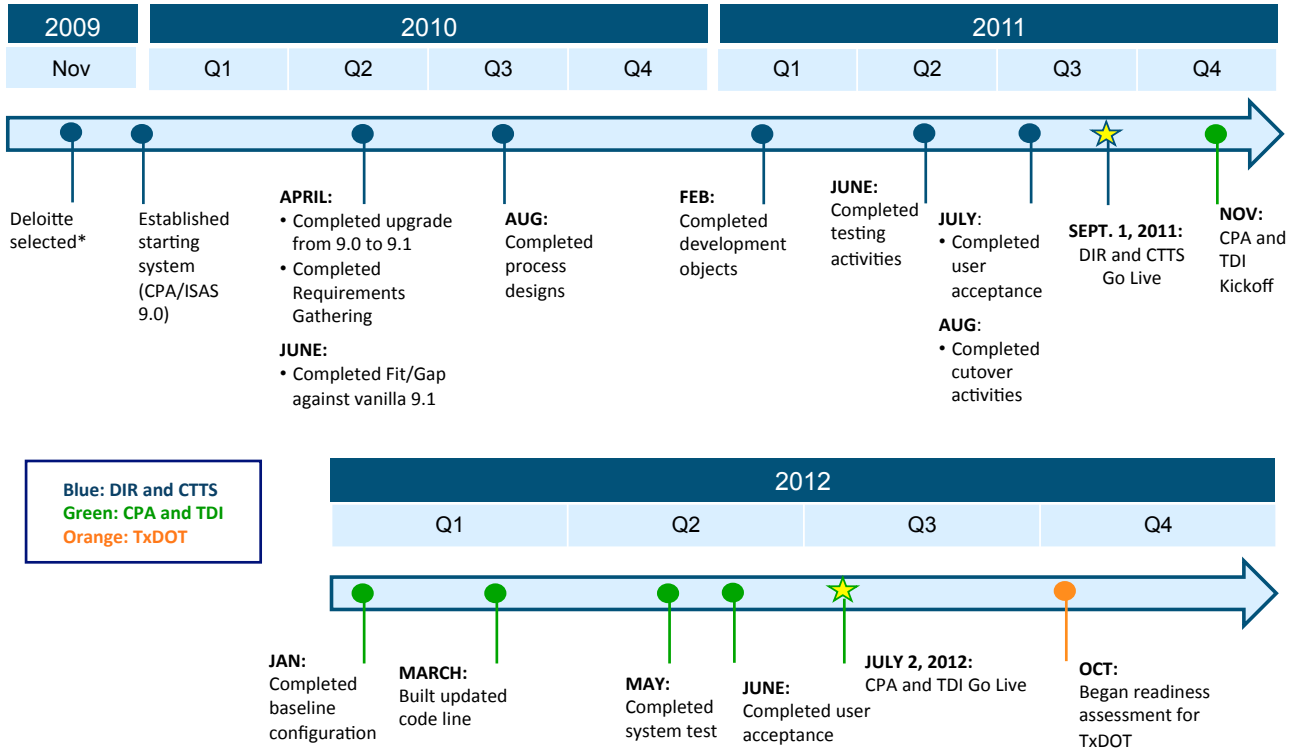 2009
2010
2011
Nov
Q1
Q2
Q3
Q4
Q1
Q2
Q3
Q4
Deloitte
selected*
Established
starting
system
(CPA/ISAS
9.0)
APRIL:
• Completed upgrade
from 9.0 to 9.1
• Completed
Requirements
Gathering
JUNE:
• Completed Fit/Gap
against vanilla 9.1
AUG:
Completed
process
designs
FEB:
Completed
development
objects
JUNE:
Completed
testing
activities
JULY:
• Completed
user
acceptance
AUG:
• Completed
cutover
activities
SEPT. 1, 2011:
DIR and CTTS
Go Live
NOV:
CPA and
TDI
Kickoff
Blue: DIR and CTTS
Green: CPA and TDI
Orange: TxDOT
2012
Q1
Q2
Q3
Q4
JAN:
Completed
baseline
configuration
MARCH:
Built updated
code line
MAY:
Completed
system test
JUNE:
Completed user
acceptance
JULY 2, 2012:
CPA and TDI Go Live
OCT:
Began readiness
assessment for
TxDOT